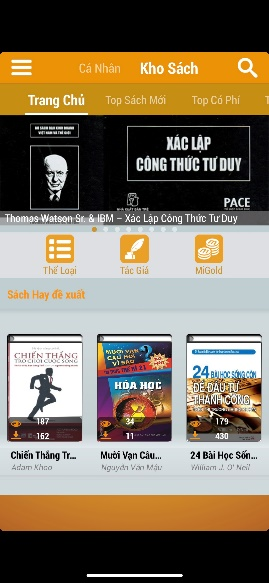 Cá Nhân
Kho Sách
Trang Chủ
Top Sách Mới
Top Có Phí
T
XÁC LẬP
CÔNG THỨC TƯ DUY
NHÀ XUẤT BẢN TRẺ
PACE
Thomas Watson Sr. & IBM – Xác Lập Công Thức Tư Duy
Thể Loại
Tác Giả
MiGold
Sách Hay đề xuất
CHIẾN THẮNG
TRÒ CHƠI CUỘC SỐNG
187
162
MƯỜI VẠN
CÂU HỎI
VÌ SAO
HÓA HỌC
34
11
24 BÀI HỌC SỐNG CÒN
ĐỂ ĐẦU TƯ
THÀNH CÔNG
179
430
Chiến Thắng Tr...
Mười Vạn Câu...
24 Bài Học Sốn...
Adam Khoo
Nguyễn Văn Mậu
William J. O' Neil